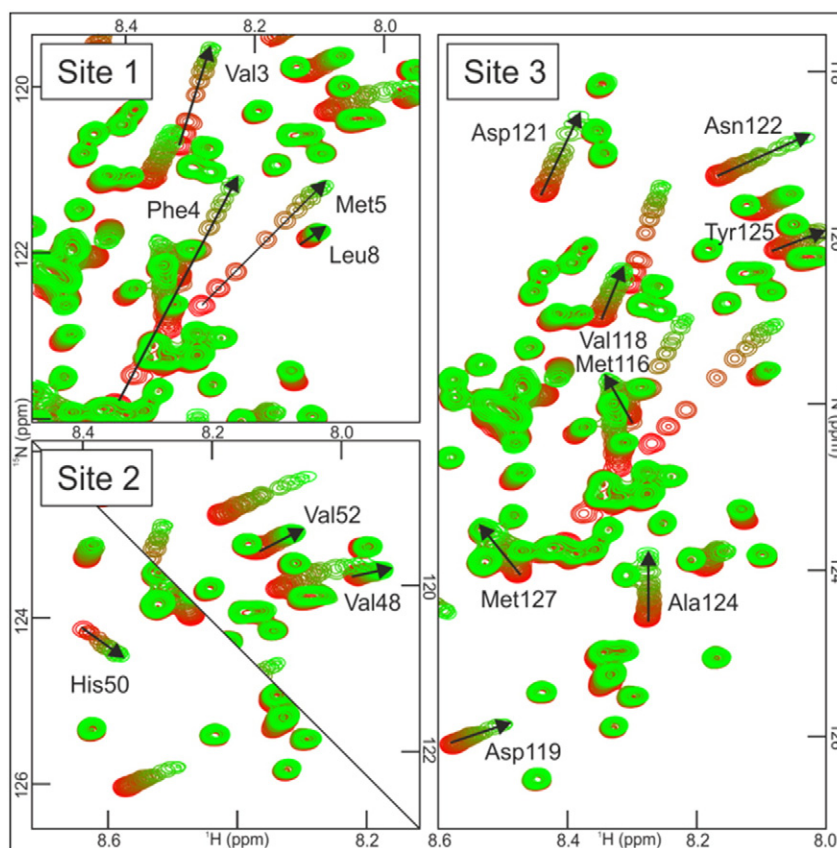 8.4 8.2 8.0
Site 1
Val3
120
Phe4
Met5
Leu8
122
¹⁵N (ppm)
8.4 8.2 8.0
Site 2
Val52
Val48
120
124
His50
122
126
8.6 ¹H (ppm) 8.2
Site 3
Asp121
Asn122
Tyr125
Val118
Met116
N (ppm)
124
Met127
Ala124
Asp119
8.6 8.4 ¹H (ppm) 8.2 8.0